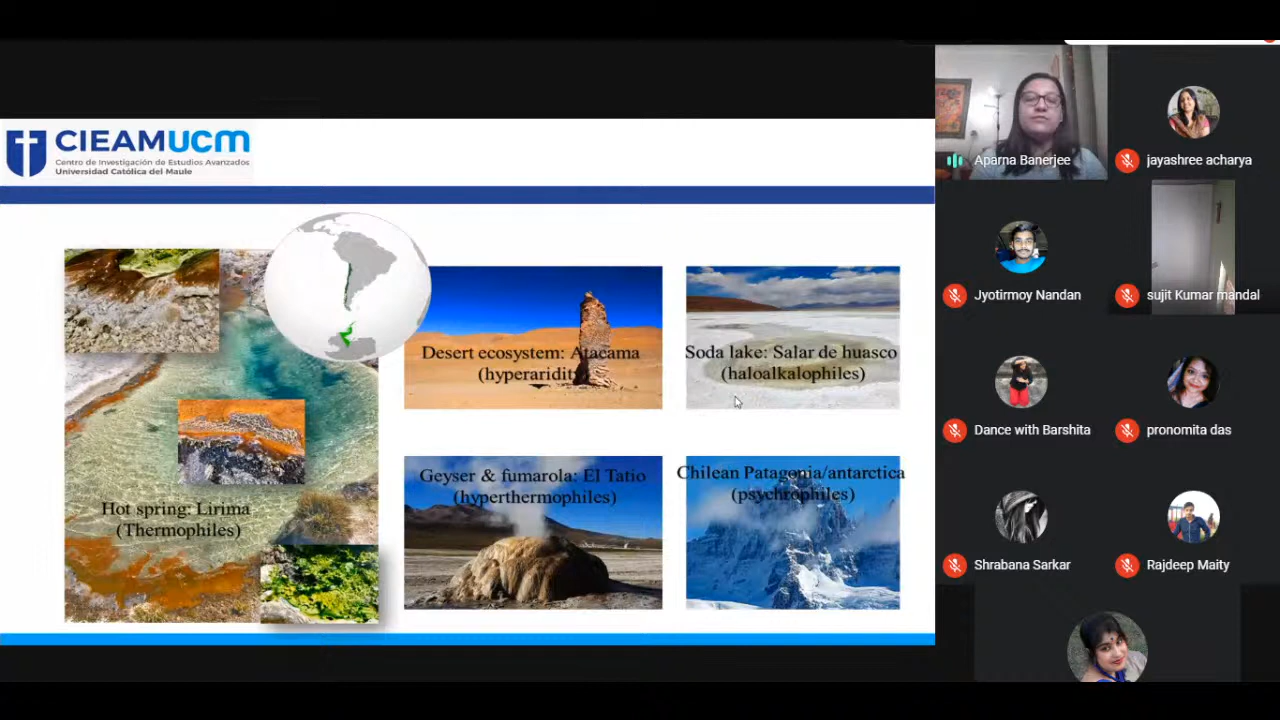 CIEAMUCM
Centro de Investigación de Estudios Avanzados
Universidad Católica del Maule
Desert ecosystem: Atacama
(hyperaridity)
Soda lake: Salar de huasco
(haloalkalophiles)
Hot spring: Lirima
(Thermophiles)
Geyser & fumarola: El Tatio
(hyperthermophiles)
Chilean Patagonia/antarctica
(psychrophiles)
Aparna Banerjee
jayashree acharya
Jyotirmoy Nandan
sujit Kumar mandal
Dance with Barshita
pronomita das
Shrabana Sarkar
Rajdeep Maity